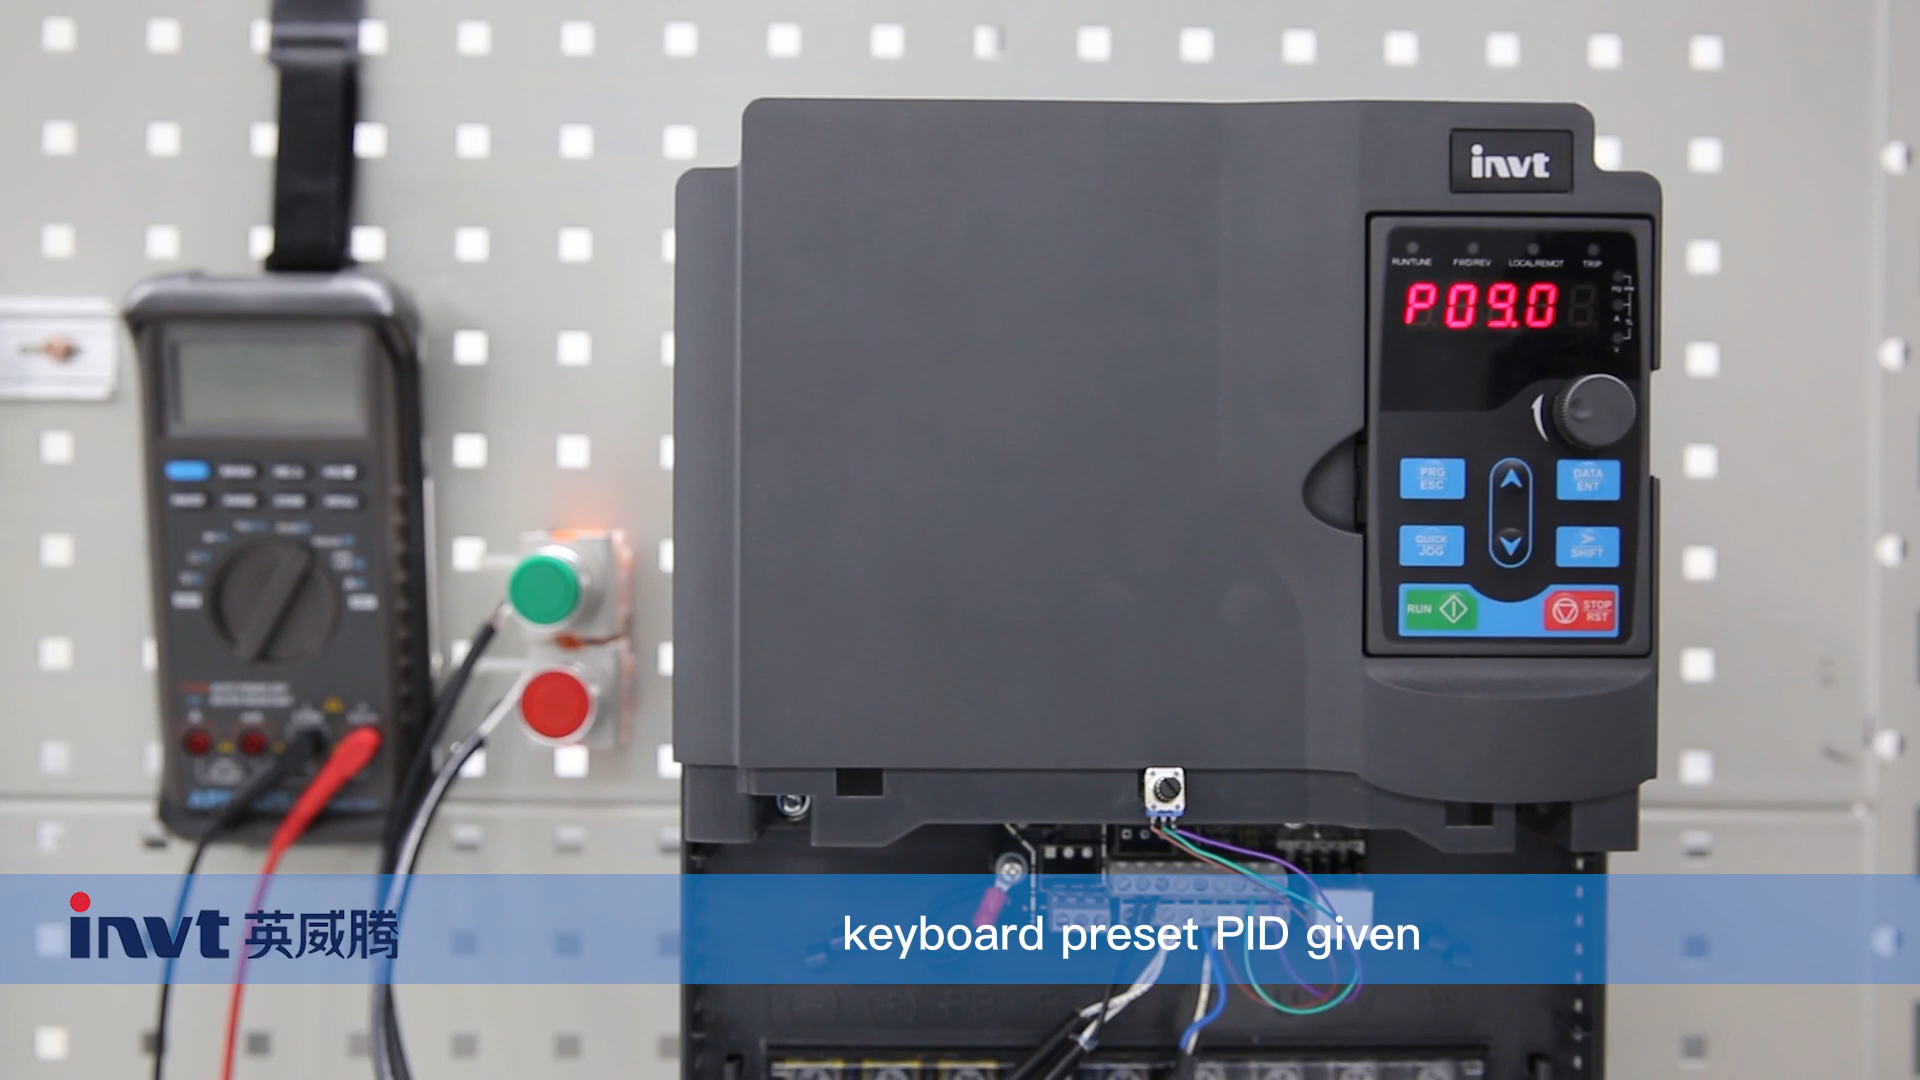 invt
RUN/TUNE FWD/REV LOCAL/REMOT TRIP
P09.0
PRG
ESC
DATA
ENT
QUICK
JOG
SHIFT
RUN
STOP
RST
invt 英威腾
keyboard preset PID given